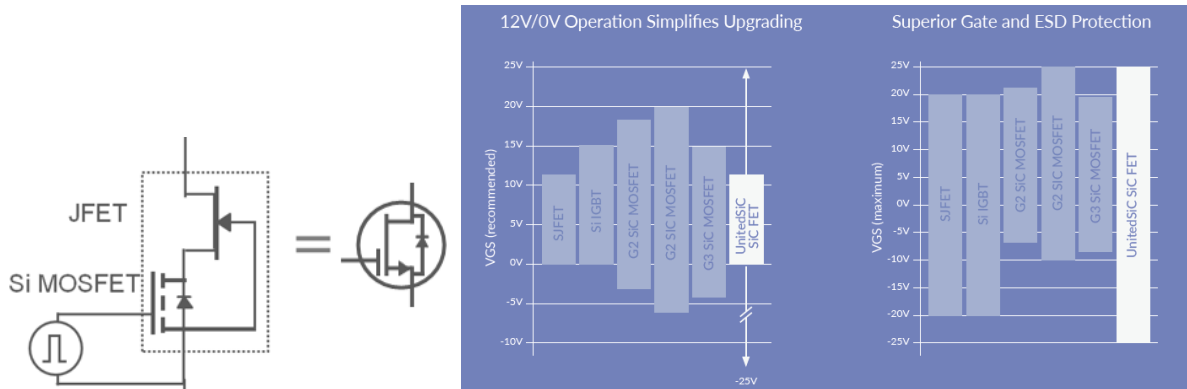 JFET
Si MOSFET
=
12V/0V Operation Simplifies Upgrading
VGS (recommended)
25V
20V
15V
10V
5V
0V
-5V
-10V
SJFET
Si IGBT
G2 SiC MOSFET
G2 SiC MOSFET
G3 SiC MOSFET
UnitedSiC
SiC FET
-25V
Superior Gate and ESD Protection
VGS (maximum)
25V
20V
15V
20V
15V
0V
-5V
-10V
-15V
-20V
-25V
SJFET
Si IGBT
G2 SiC MOSFET
G2 SiC MOSFET
G3 SiC MOSFET
UnitedSiC SiC FET